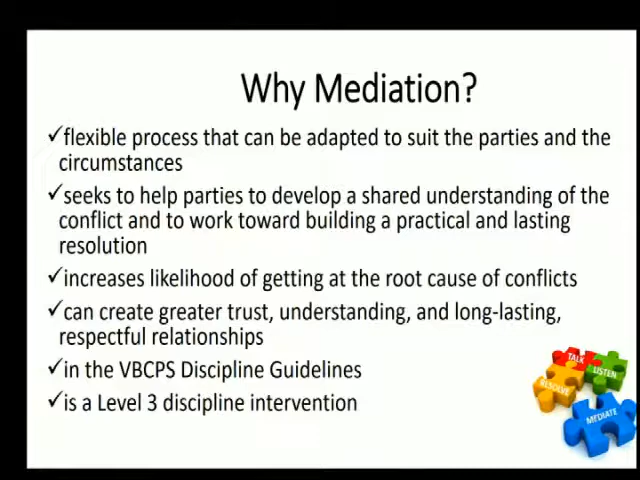 Why Mediation?
✓flexible process that can be adapted to suit the parties and the
circumstances
✓seeks to help parties to develop a shared understanding of the
conflict and to work toward building a practical and lasting
resolution
✓increases likelihood of getting at the root cause of conflicts
✓can create greater trust, understanding, and long-lasting,
respectful relationships
✓in the VBCPS Discipline Guidelines
✓is a Level 3 discipline intervention
TALK
LISTEN
RESOLVE
MEDIATE